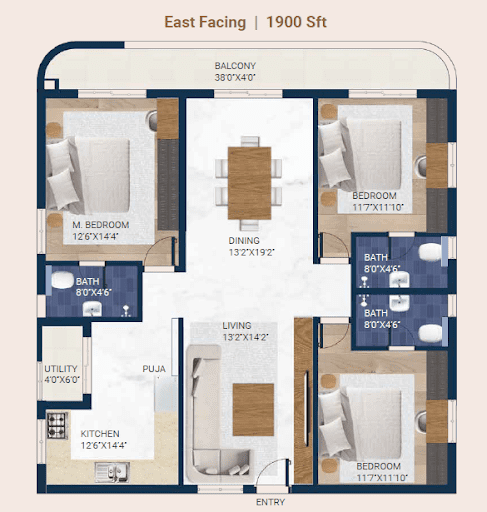 East Facing | 1900 Sft
BALCONY
38'0"X4'0"
M. BEDROOM
12'6"X14'4"
BEDROOM
11'7"X11'10"
DINING
13'2"X19'2"
BATH
8'0"X4'6"
BATH
8'0"X4'6"
BATH
8'0"X4'6"
LIVING
13'2"X14'2"
UTILITY
4'0"X6'0"
PUJA
KITCHEN
12'6"X14'4"
BEDROOM
11'7"X11'10"
ENTRY